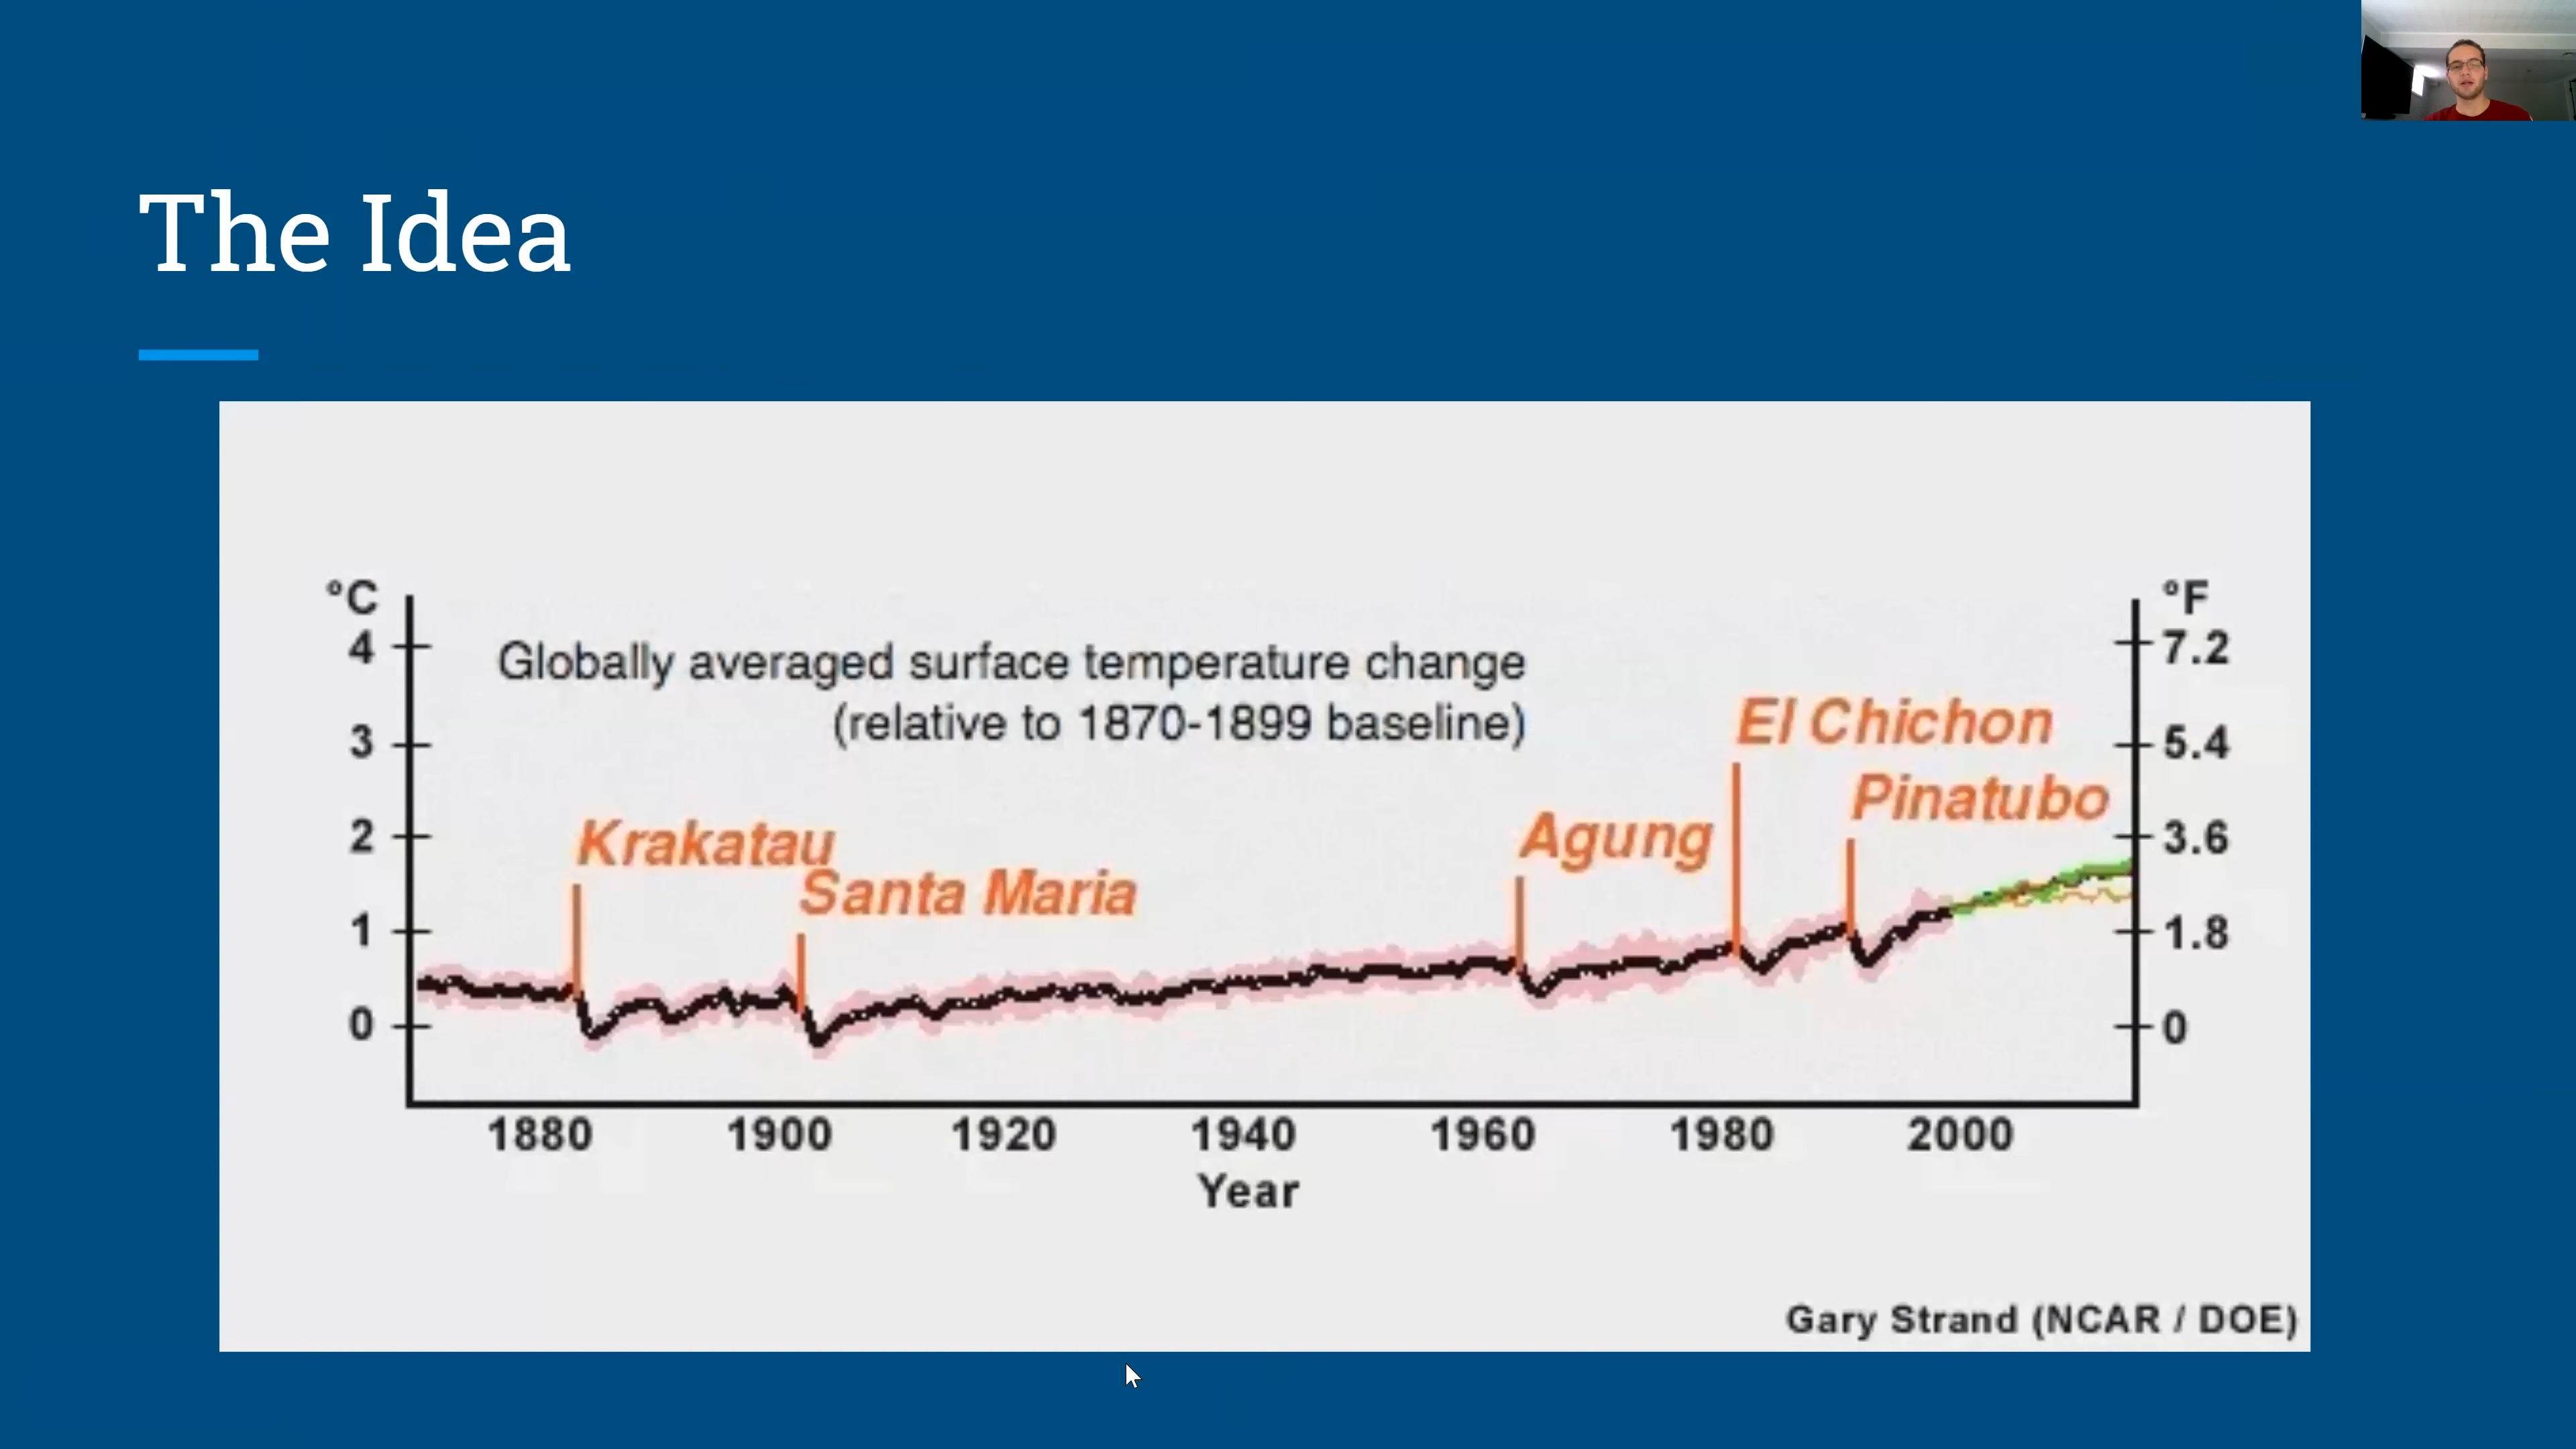 The Idea
°C
°F
4
7.2
Globally averaged surface temperature change
(relative to 1870-1899 baseline)
El Chichon
3
5.4
Pinatubo
Krakatau
Agung
2
3.6
Santa Maria
1
1.8
0
0
1880 1900 1920 1940 1960 1980 2000
Year
Gary Strand (NCAR / DOE)